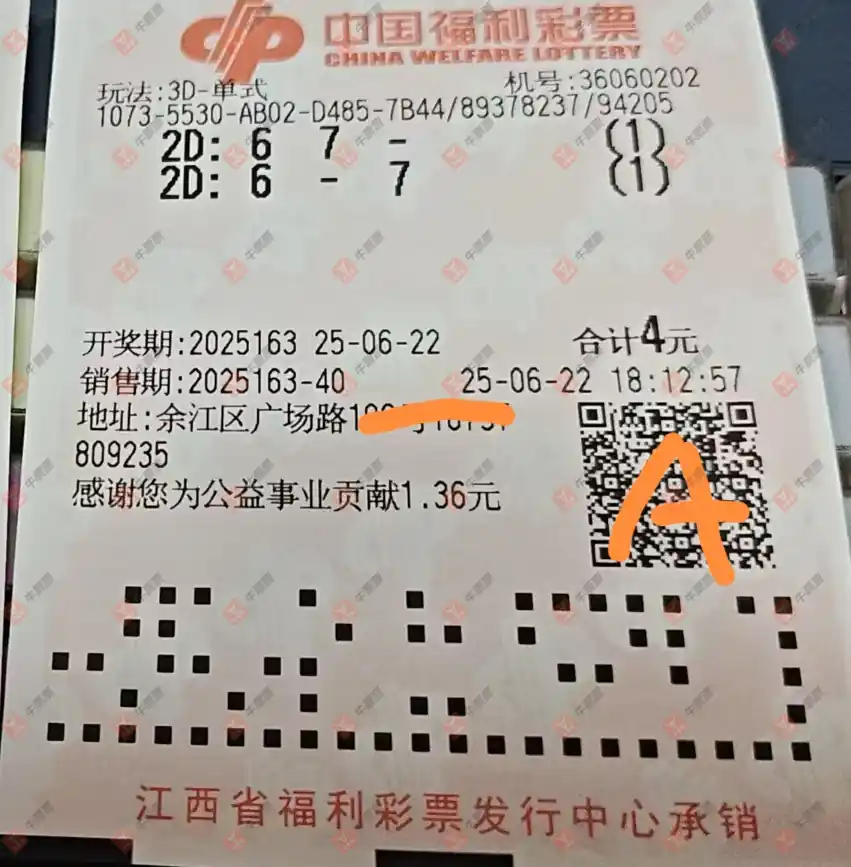 中国福利彩票
CHINA WELFARE LOTTERY
玩法:3D-单式 机号:36060202
1073-5530-AB02-D485-7B44/89378237/94205
2D: 6 7 - (1)
2D: 6 - 7 (1)
开奖期:2025163 25-06-22 合计4元
销售期:2025163-40 25-06-22 18:12:57
地址:余江区广场路
809235
感谢您为公益事业贡献1.36元
A
江西省福利彩票发行中心承销